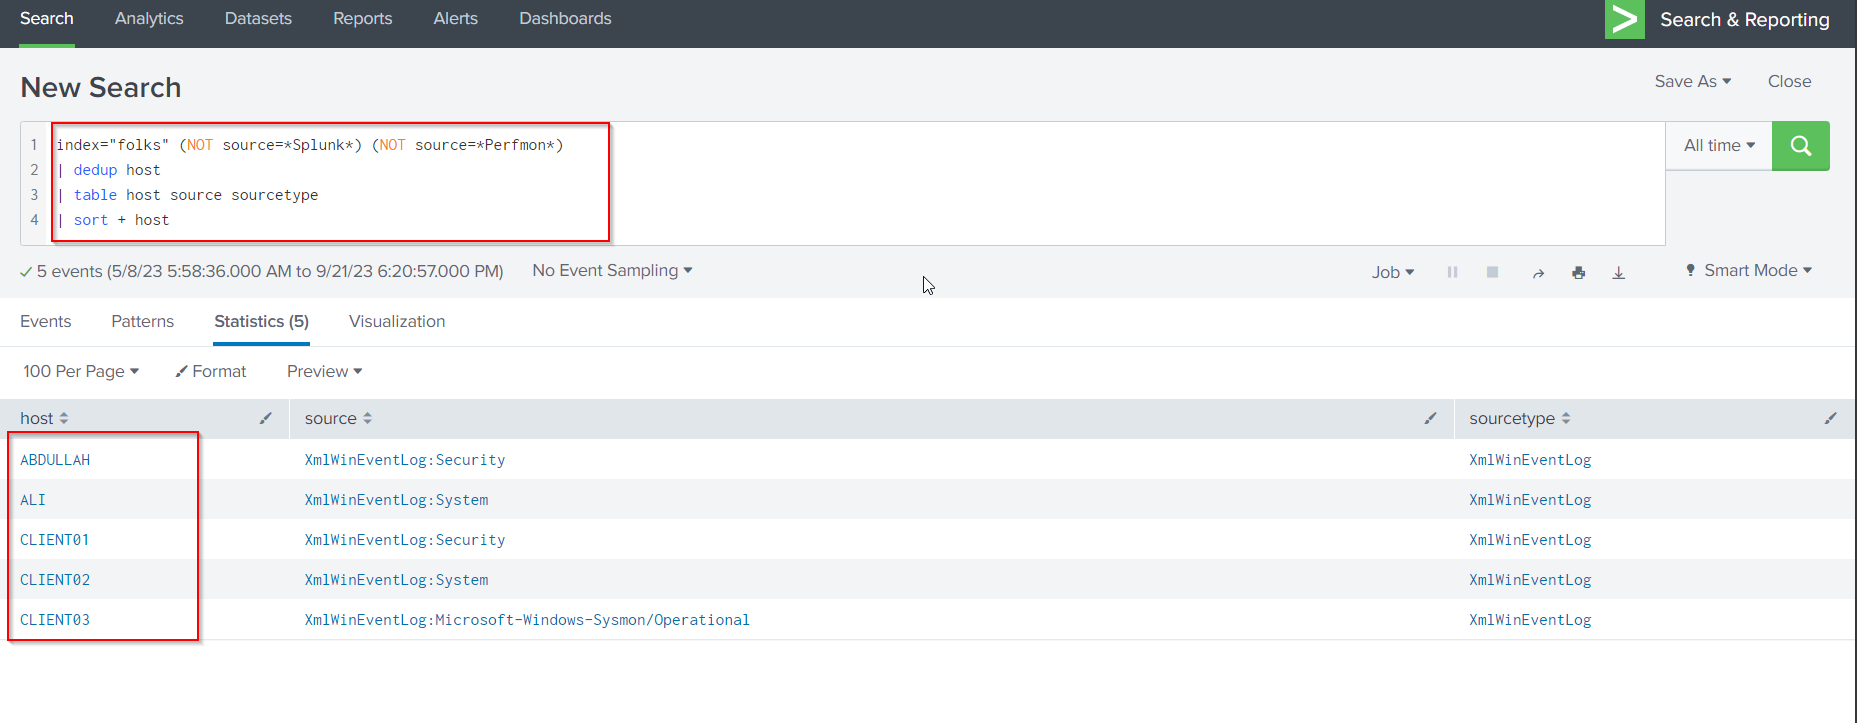 Search Analytics Datasets Reports Alerts Dashboards > Search & Reporting
New Search Save As Close
1 index="folks" (NOT source=*Splunk*) (NOT source=*Perfmon*) All time
2 | dedup host
3 | table host source sourcetype
4 | sort + host
5 events (5/8/23 5:58:36.000 AM to 9/21/23 6:20:57.000 PM) No Event Sampling Job Smart Mode
Events Patterns Statistics (5) Visualization
100 Per Page Format Preview
host source sourcetype
ABDULLAH XmlWinEventLog:Security XmlWinEventLog
ALI XmlWinEventLog:System XmlWinEventLog
CLIENT01 XmlWinEventLog:Security XmlWinEventLog
CLIENT02 XmlWinEventLog:System XmlWinEventLog
CLIENT03 XmlWinEventLog:Microsoft-Windows-Sysmon/Operational XmlWinEventLog